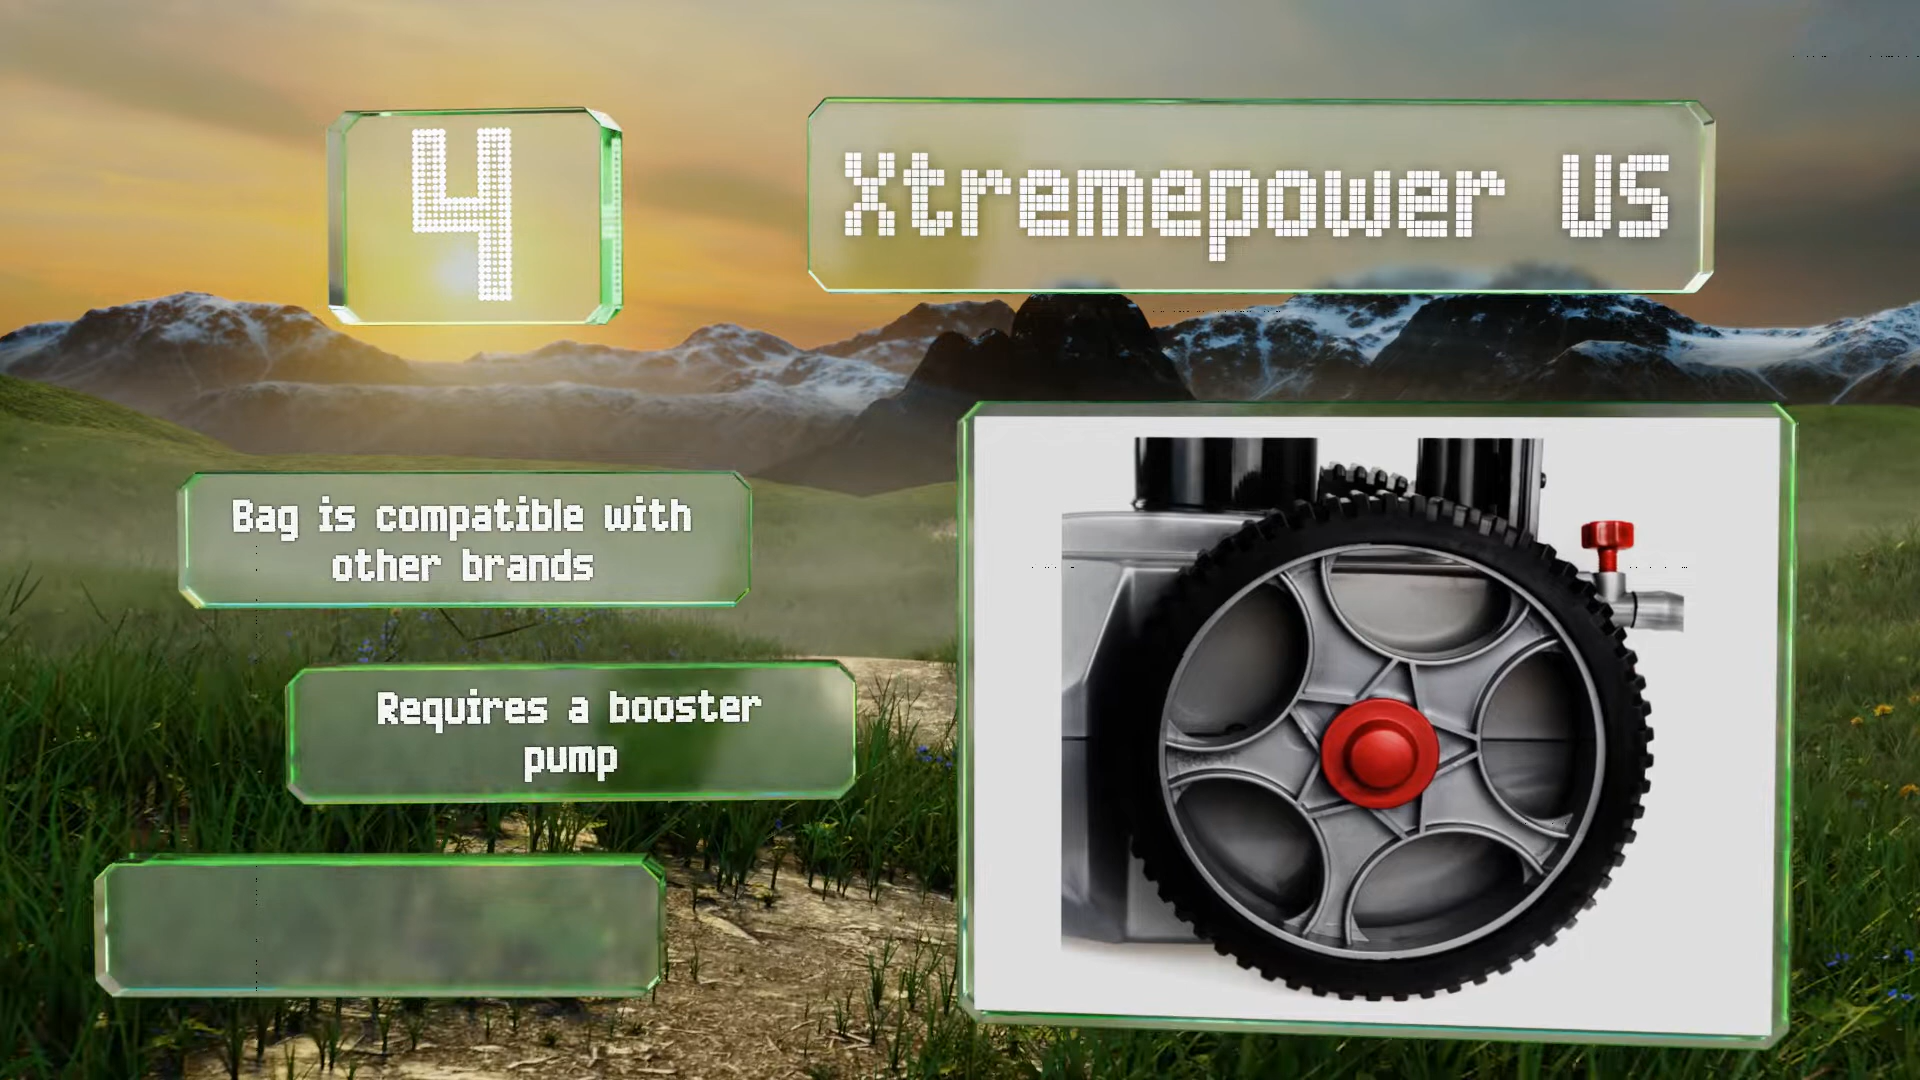 4
Xtremepower US
Bag is compatible with
other brands
Requires a booster
pump